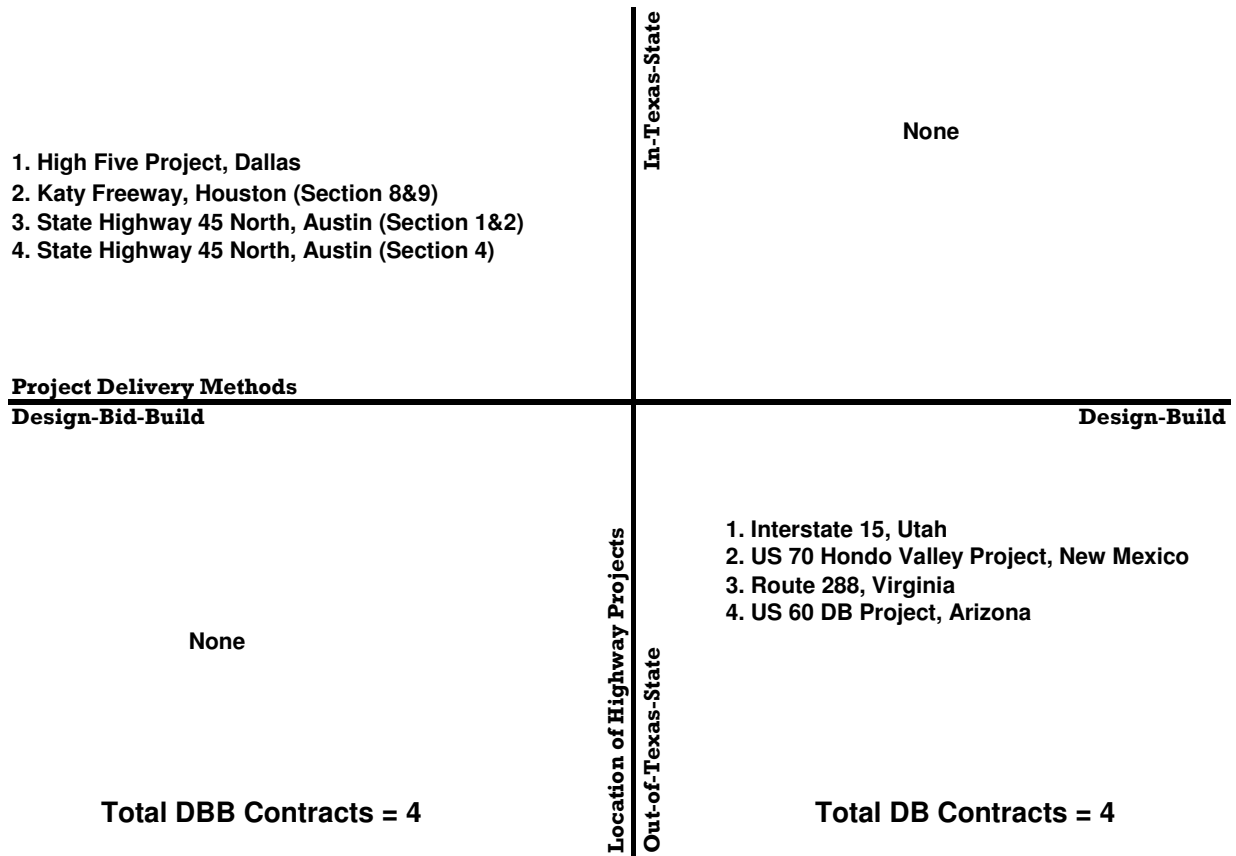 In-Texas-State
None
1. High Five Project, Dallas
2. Katy Freeway, Houston (Section 8&9)
3. State Highway 45 North, Austin (Section 1&2)
4. State Highway 45 North, Austin (Section 4)
Project Delivery Methods
Design-Bid-Build
Design-Build
1. Interstate 15, Utah
2. US 70 Hondo Valley Project, New Mexico
3. Route 288, Virginia
4. US 60 DB Project, Arizona
None
Location of Highway Projects
Out-of-Texas-State
Total DBB Contracts = 4
Total DB Contracts = 4